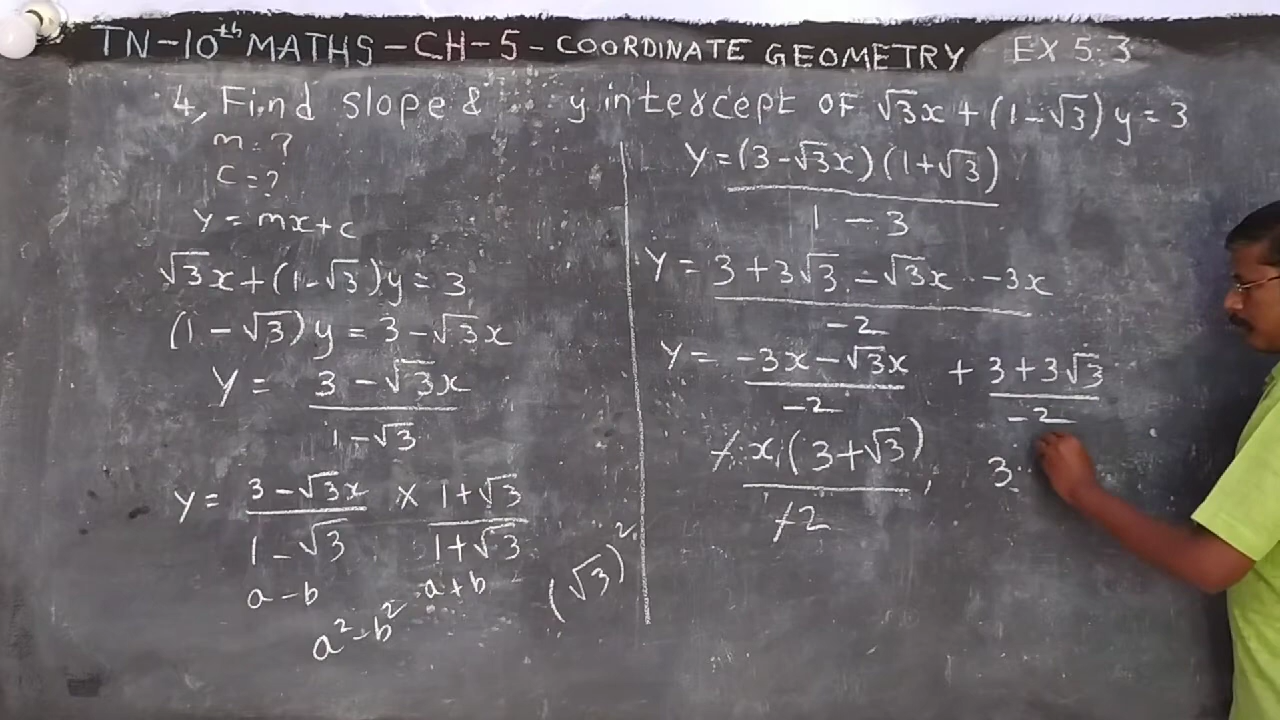 TN-10th MATHS-CH-5-COORDINATE GEOMETRY EX 5.3
4, Find slope & y intercept OF √3x+(1-√3)y=3
m=?
c=?
y=mx+c
√3x+(1-√3)y=3
(1-√3)y=3-√3x
y= 3-√3x
1-√3
y= 3-√3x × 1+√3
1-√3 1+√3
a-b a+b
a²-b²
(√3)²
y=(3-√3x)(1+√3)
1-3
y= 3+3√3-√3x-3x
-2
y= -3x-√3x + 3+3√3
-2 -2
-x(3+√3) 3
-2